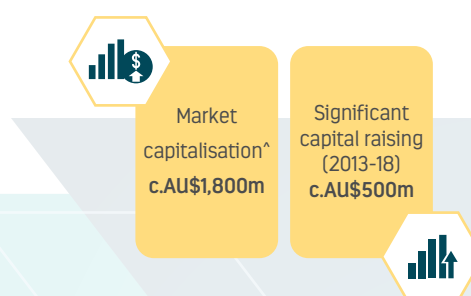 $
Market
capitalisation^
c.AU$1,800m
Significant
capital raising
(2013-18)
c.AU$500m